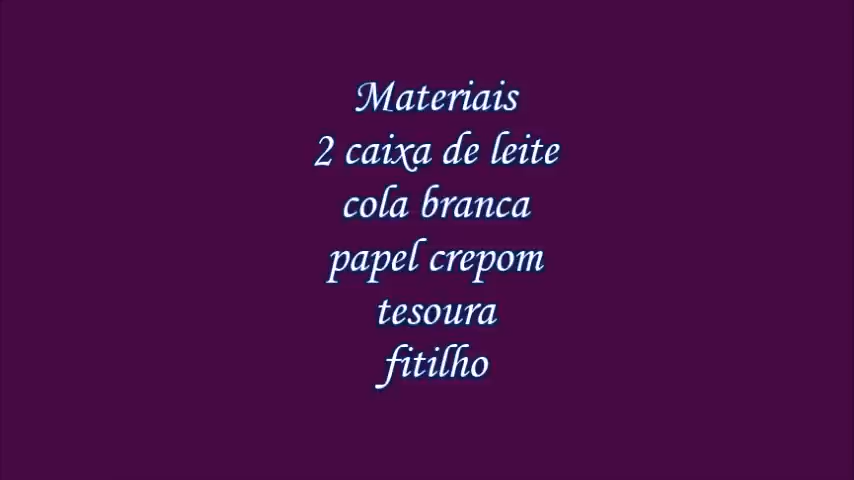 Materiais
2 caixa de leite
cola branca
papel crepom
tesoura
fitilho